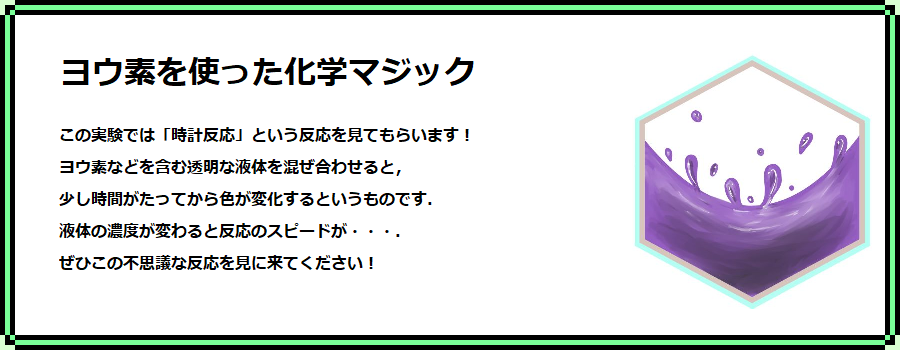 ヨウ素を使った化学マジック
この実験では「時計反応」という反応を見てもらいます！
ヨウ素などを含む透明な液体を混ぜ合わせると，
少し時間がたってから色が変化するというものです．
液体の濃度が変わると反応のスピードが・・・．
ぜひこの不思議な反応を見に来てください！